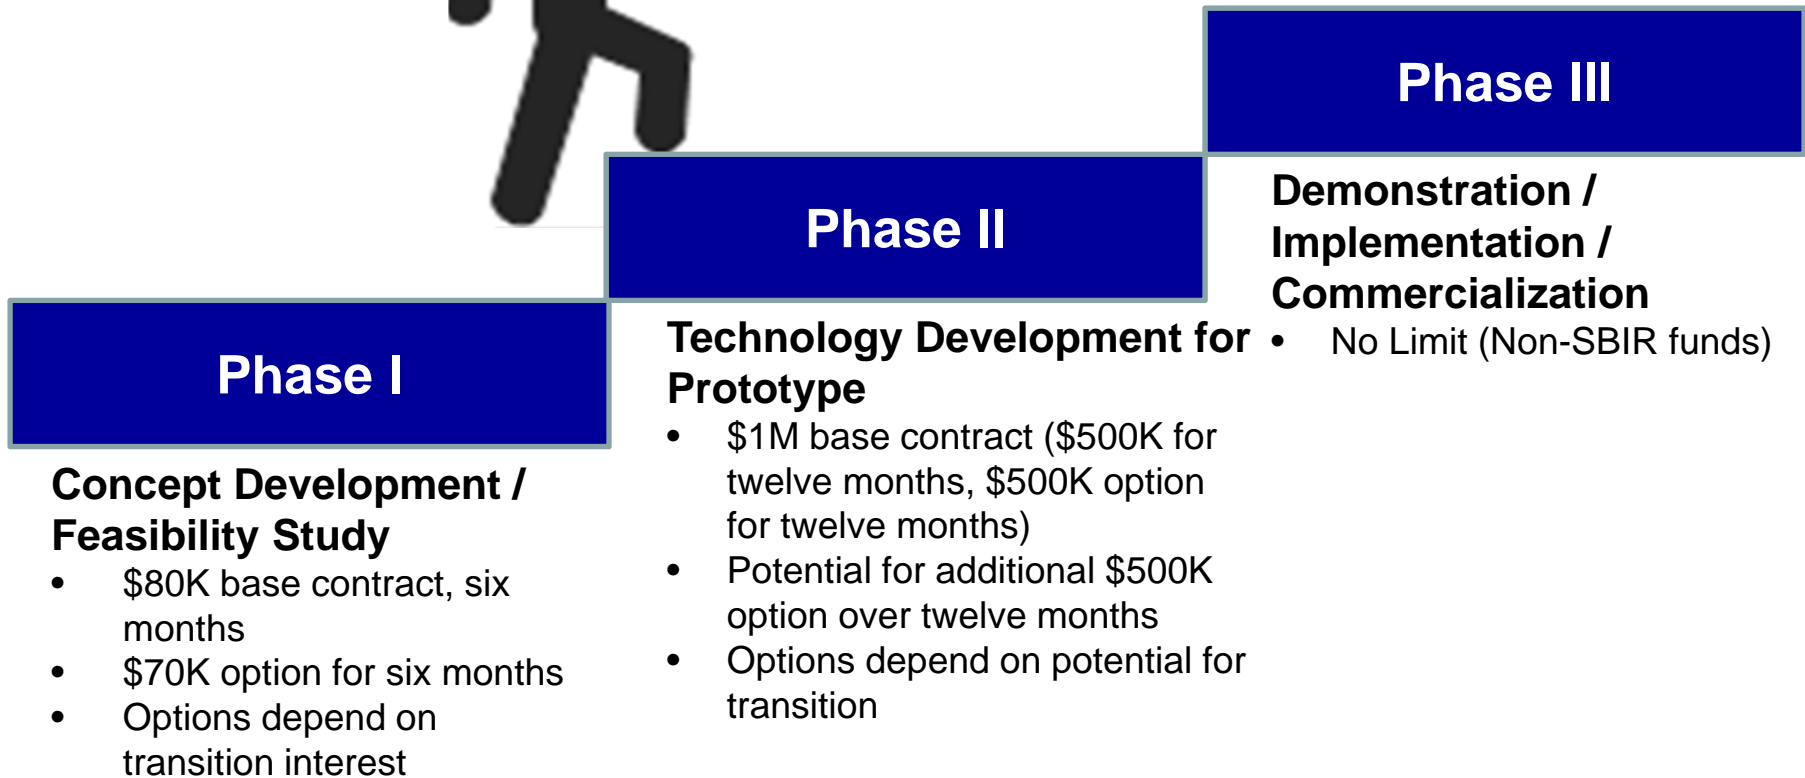 Phase I
Concept Development /
Feasibility Study
• $80K base contract, six
months
• $70K option for six months
• Options depend on
transition interest
Phase II
Technology Development for
Prototype
• $1M base contract ($500K for
twelve months, $500K option
for twelve months)
• Potential for additional $500K
option over twelve months
• Options depend on potential for
transition
Phase III
Demonstration /
Implementation /
Commercialization
• No Limit (Non-SBIR funds)